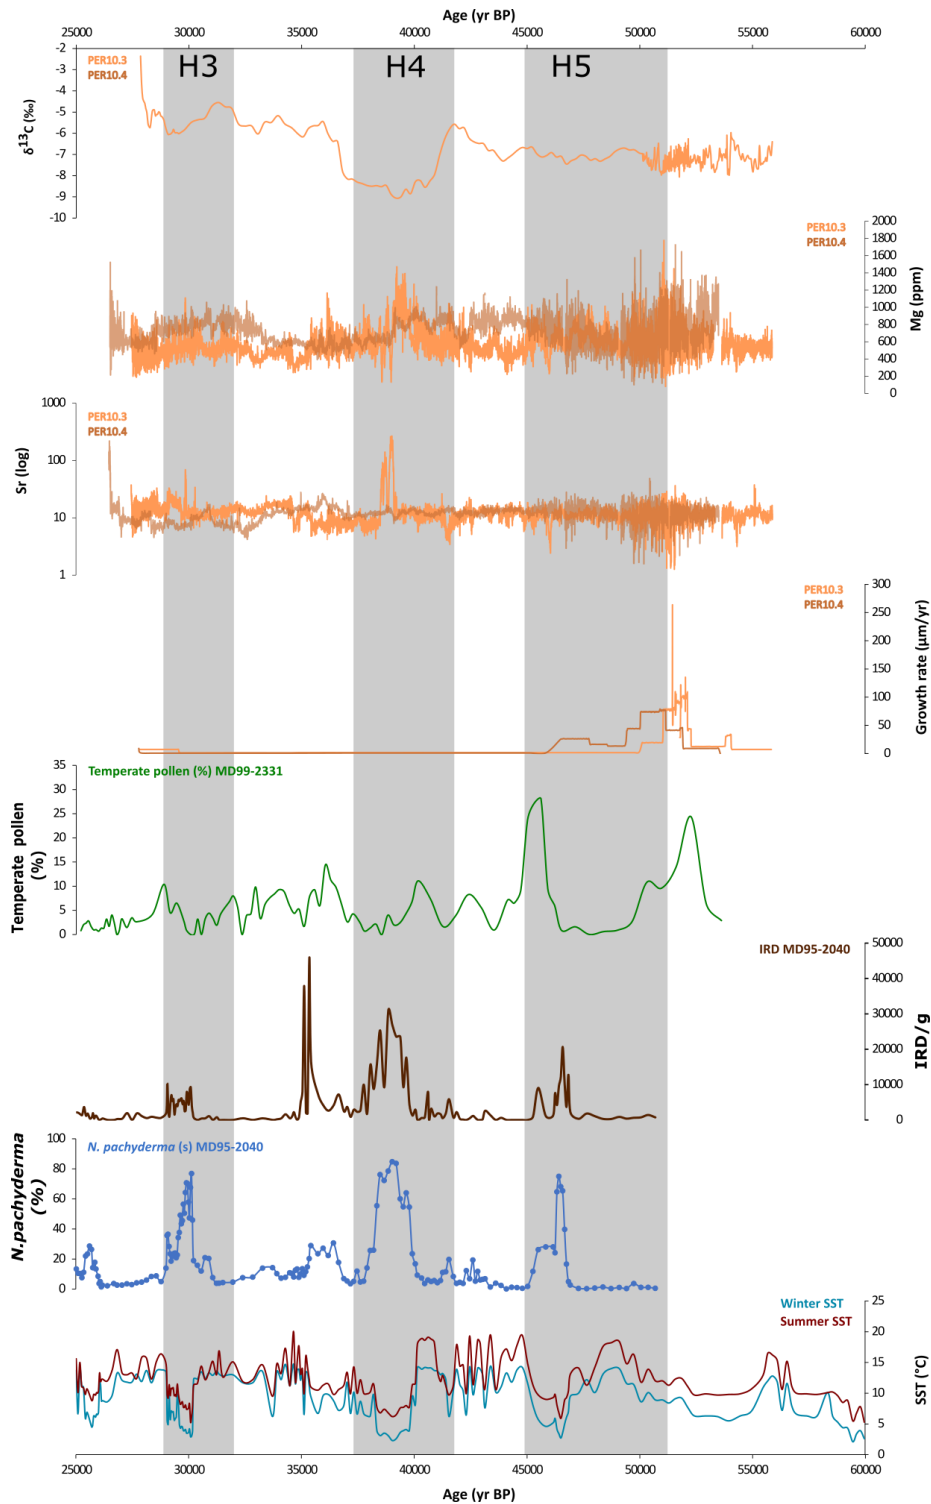 Age (yr BP)
25000 30000 35000 40000 45000 50000 55000 60000
H3 H4 H5
PER10.3
PER10.4
δ13C (‰)
-2
-3
-4
-5
-6
-7
-8
-9
-10
PER10.3
PER10.4
Mg (ppm)
2000
1800
1600
1400
1200
1000
800
600
400
200
0
PER10.3
PER10.4
Sr (log)
1000
100
10
1
PER10.3
PER10.4
Growth rate (µm/yr)
300
250
200
150
100
50
0
Temperate pollen (%) MD99-2331
Temperate pollen
(%)
35
30
25
20
15
10
5
0
IRD MD95-2040
IRD/g
50000
40000
30000
20000
10000
0
N. pachyderma (s) MD95-2040
N.pachyderma
(%)
100
80
60
40
20
0
Winter SST
Summer SST
SST (°C)
25
20
15
10
5
0
25000 30000 35000 40000 45000 50000 55000 60000
Age (yr BP)